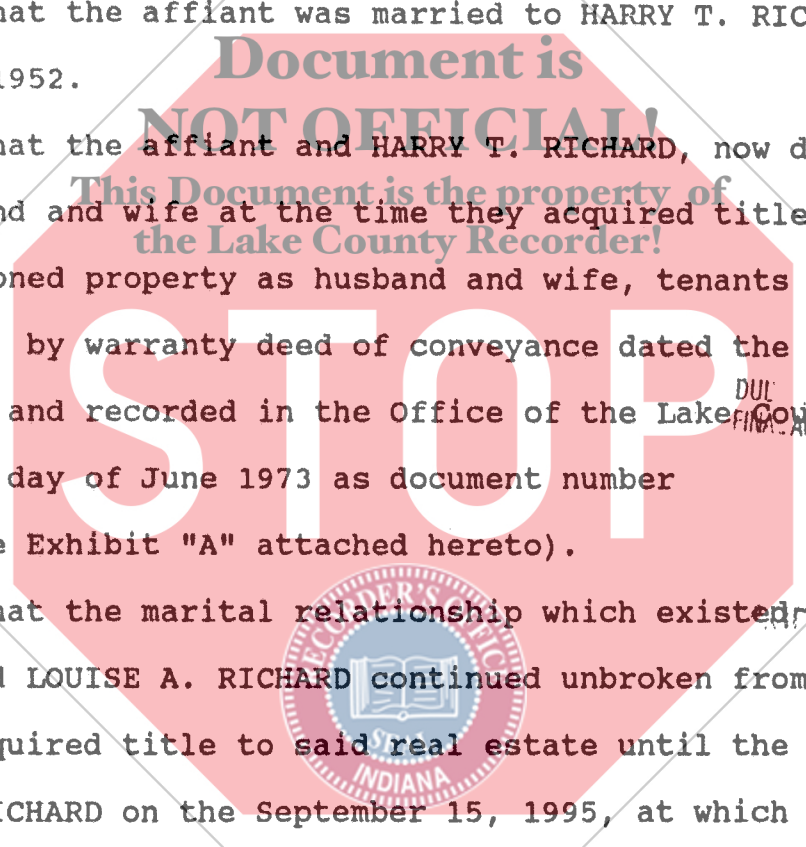 hat the affiant was married to HARRY T. RIC
Document is
1952.
NOT OFFICIAL!
hat the affiant and HARRY T. RICHARD, now d
This Document is the property of
nd and wife at the time they acquired title
the Lake County Recorder!
oned property as husband and wife, tenants
STOP
by warranty deed of conveyance dated the
DUL
and recorded in the Office of the Lake Cou
day of June 1973 as document number
e Exhibit "A" attached hereto).
hat the marital relationship which existed
RECORDER'S OFFICE
d LOUISE A. RICHARD continued unbroken from
quired title to said real estate until the
SEAL
INDIANA
ICHARD on the September 15, 1995, at which